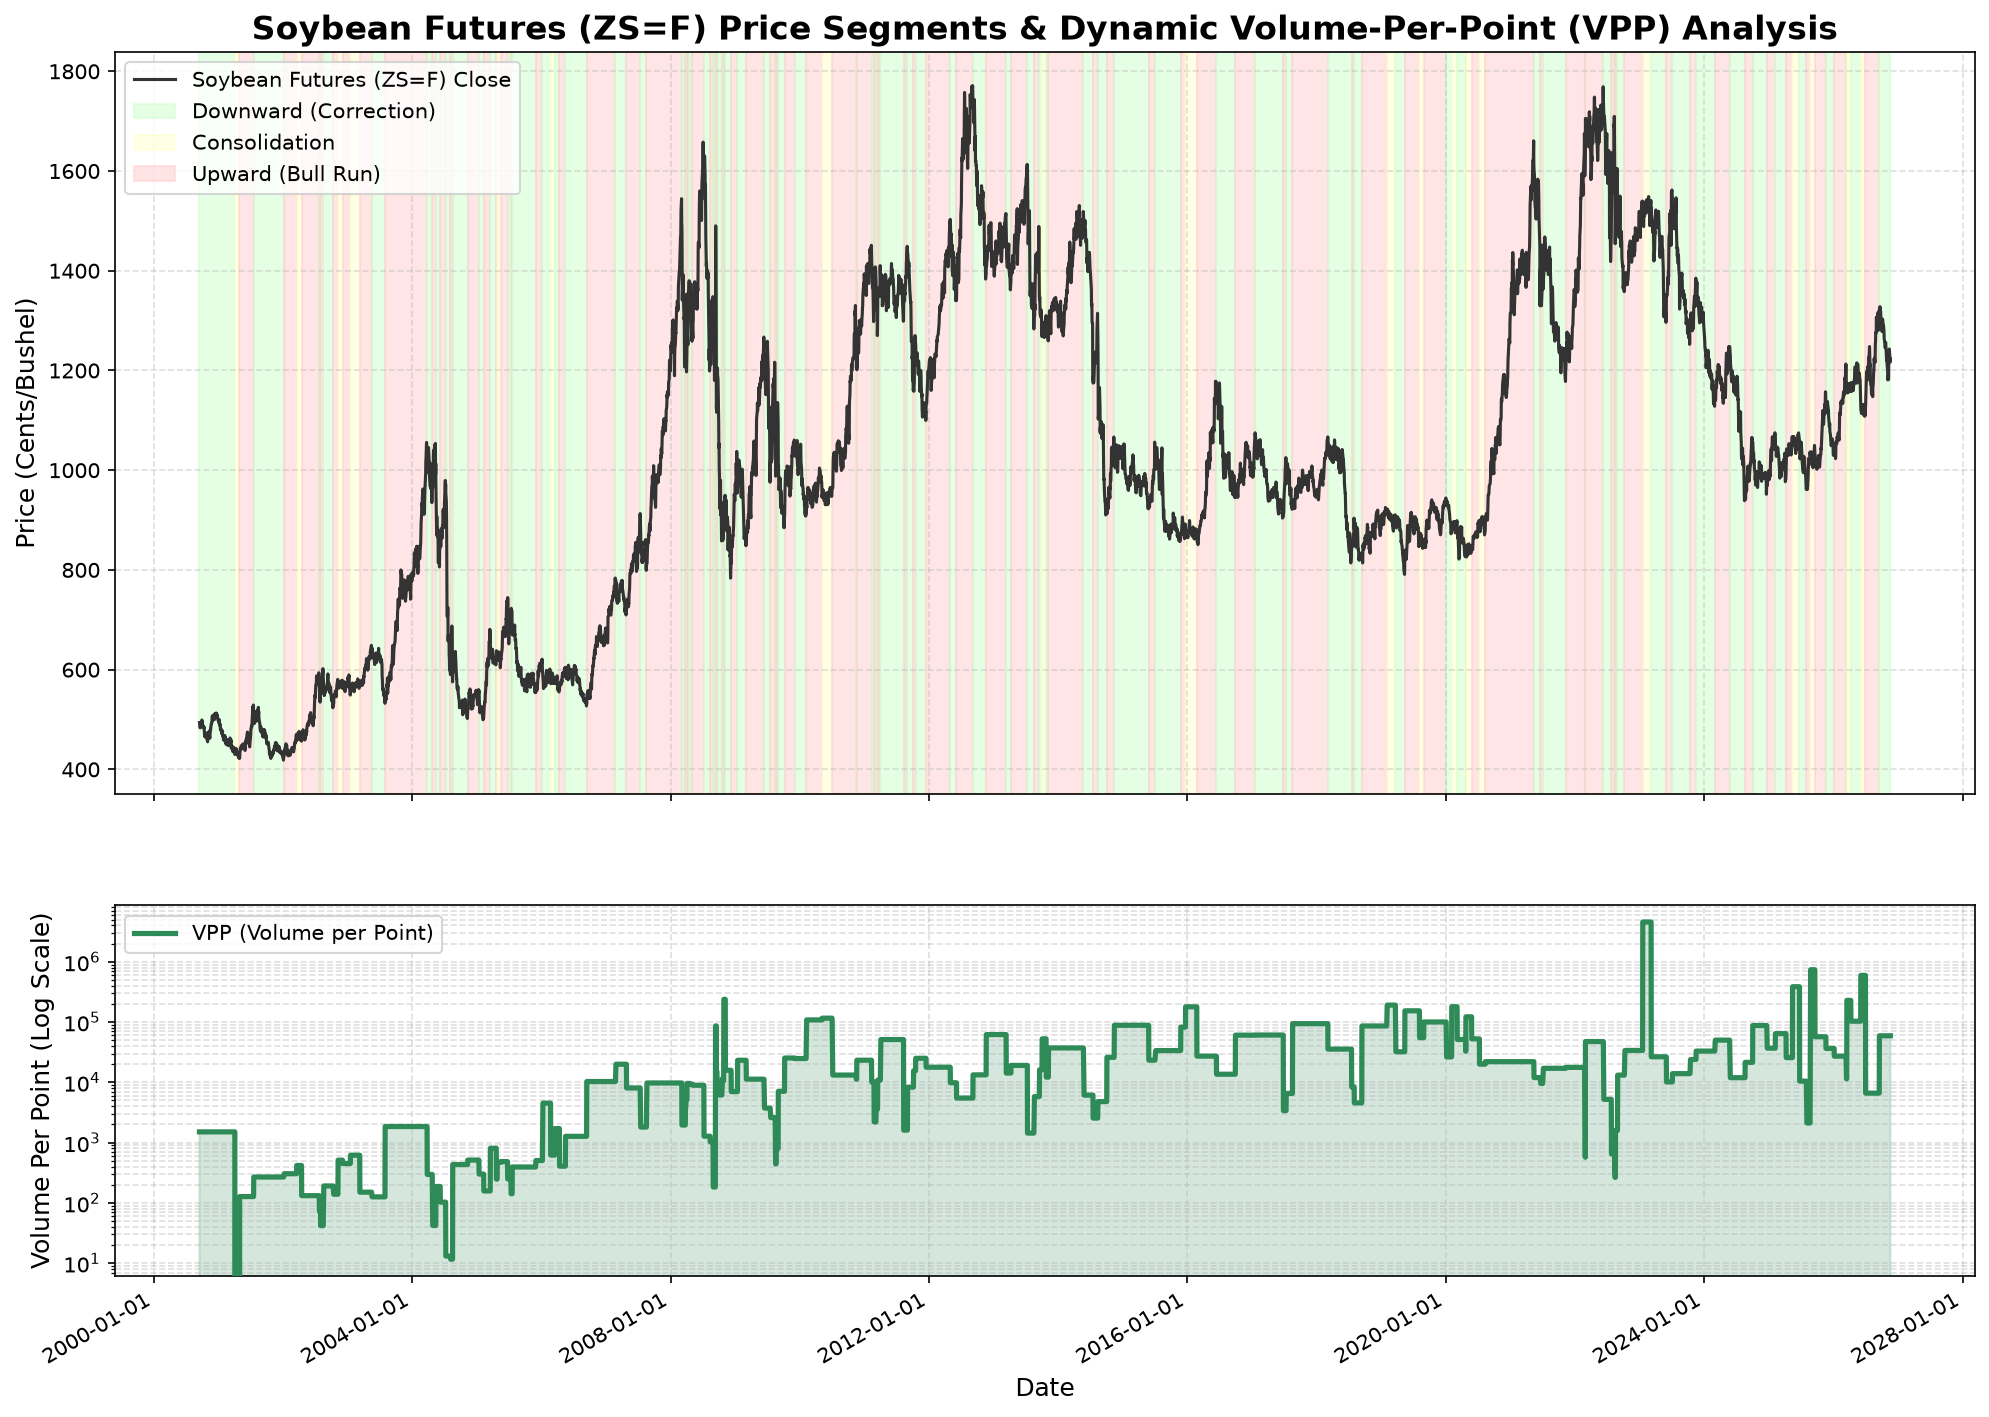 Soybean Futures (ZS=F) Price Segments & Dynamic Volume-Per-Point (VPP) Analysis
Price (Cents/Bushel)
1800
1600
1400
1200
1000
800
600
400
Soybean Futures (ZS=F) Close
Downward (Correction)
Consolidation
Upward (Bull Run)
Volume Per Point (Log Scale)
10⁶
10⁵
10⁴
10³
10²
10¹
VPP (Volume per Point)
2000-01-01
2004-01-01
2008-01-01
2012-01-01
2016-01-01
2020-01-01
2024-01-01
2028-01-01
Date